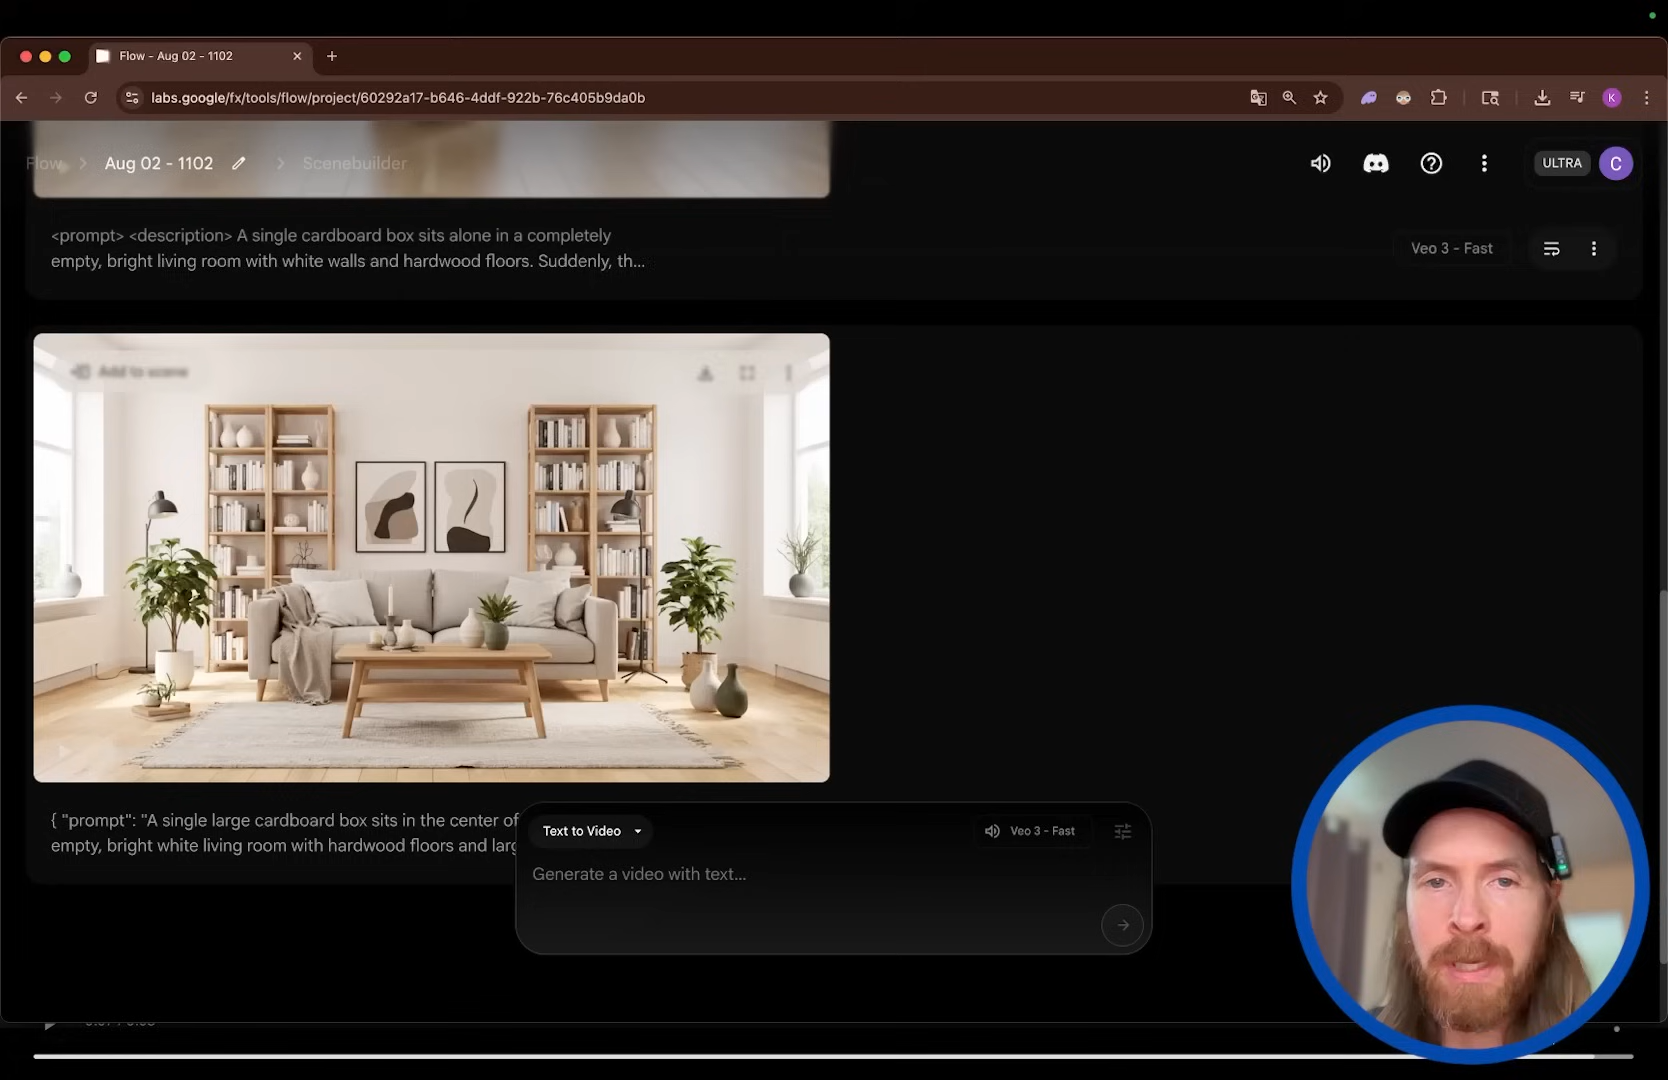 Flow - Aug 02 - 1102
labs.google/fx/tools/flow/project/60292a17-b646-4ddf-922b-76c405b9da0b
K
Flow > Aug 02 - 1102 > Scenebuilder
ULTRA
C
<prompt> <description> A single cardboard box sits alone in a completely
empty, bright living room with white walls and hardwood floors. Suddenly, th...
Veo 3 - Fast
Add to scene
{ "prompt": "A single large cardboard box sits in the center of
empty, bright white living room with hardwood floors and larg
Text to Video
Veo 3 - Fast
Generate a video with text...